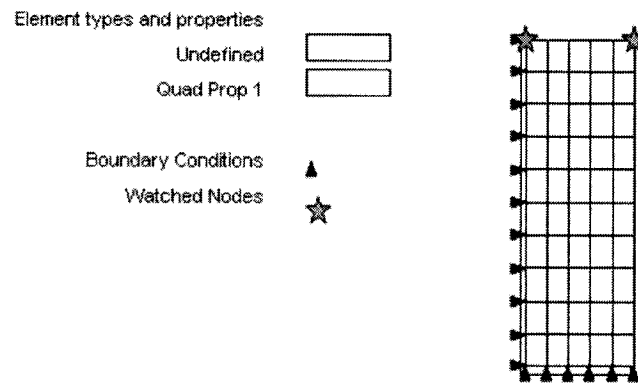 Element types and properties
Undefined
Quad Prop 1
Boundary Conditions
Watched Nodes